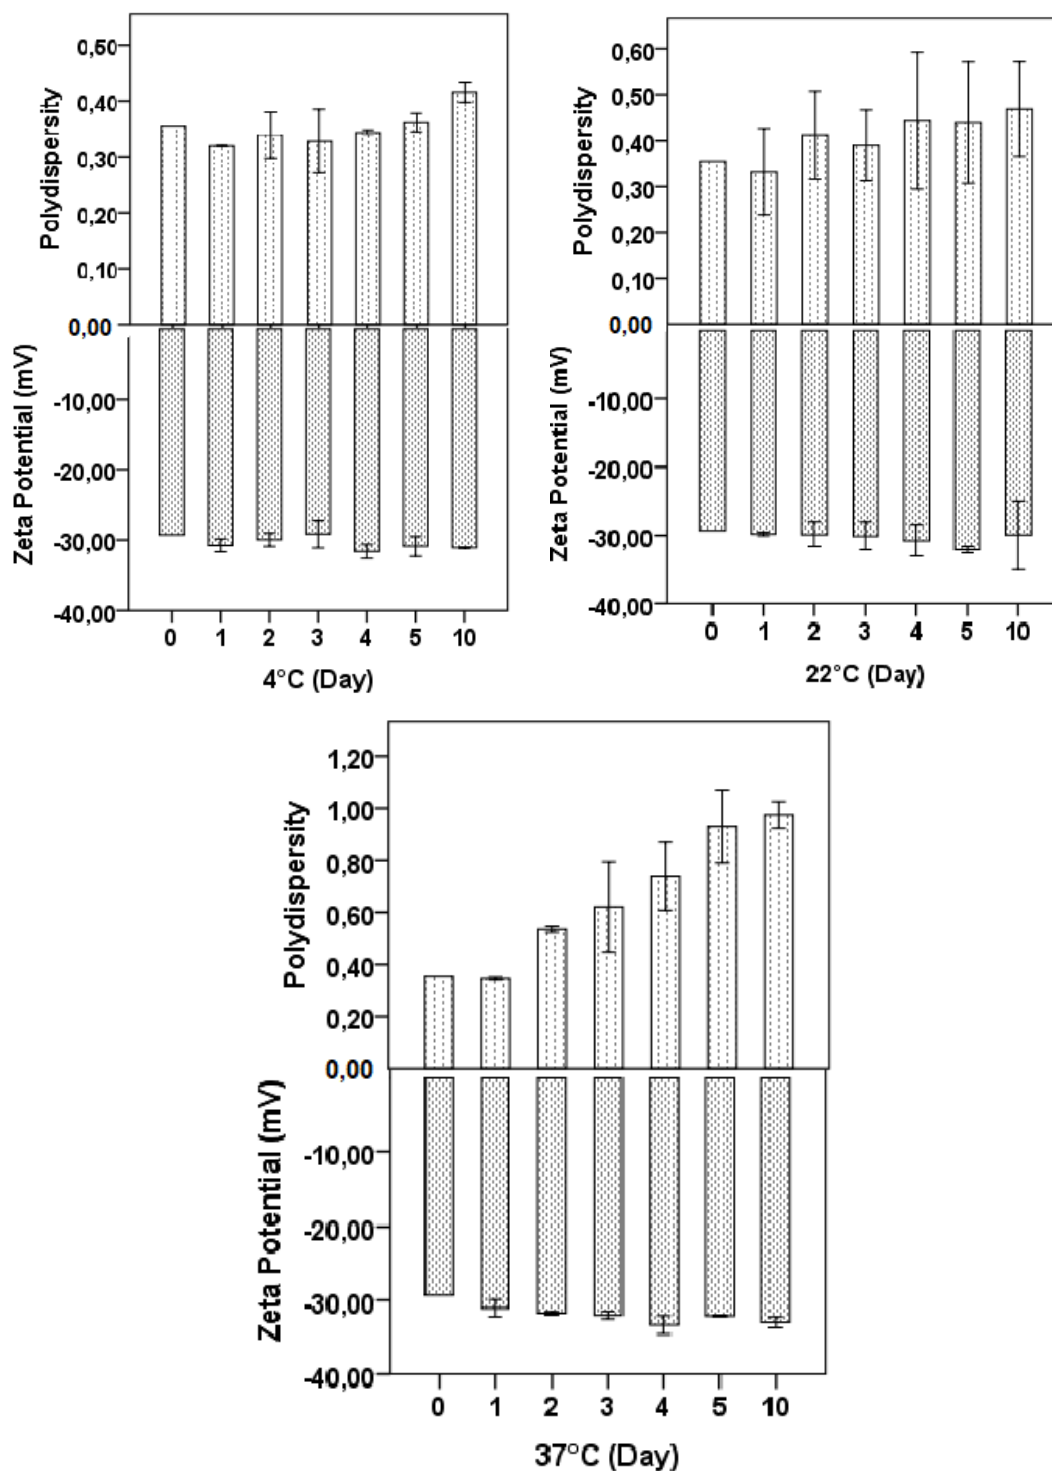 Polydispersity
0,50
0,40
0,30
0,20
0,10
0,00
Zeta Potential (mV)
-10,00
-20,00
-30,00
-40,00
0 1 2 3 4 5 10
4°C (Day)
Polydispersity
0,60
0,50
0,40
0,30
0,20
0,10
0,00
Zeta Potential (mV)
-10,00
-20,00
-30,00
-40,00
0 1 2 3 4 5 10
22°C (Day)
Polydispersity
1,20
1,00
0,80
0,60
0,40
0,20
0,00
Zeta Potential (mV)
-10,00
-20,00
-30,00
-40,00
0 1 2 3 4 5 10
37°C (Day)